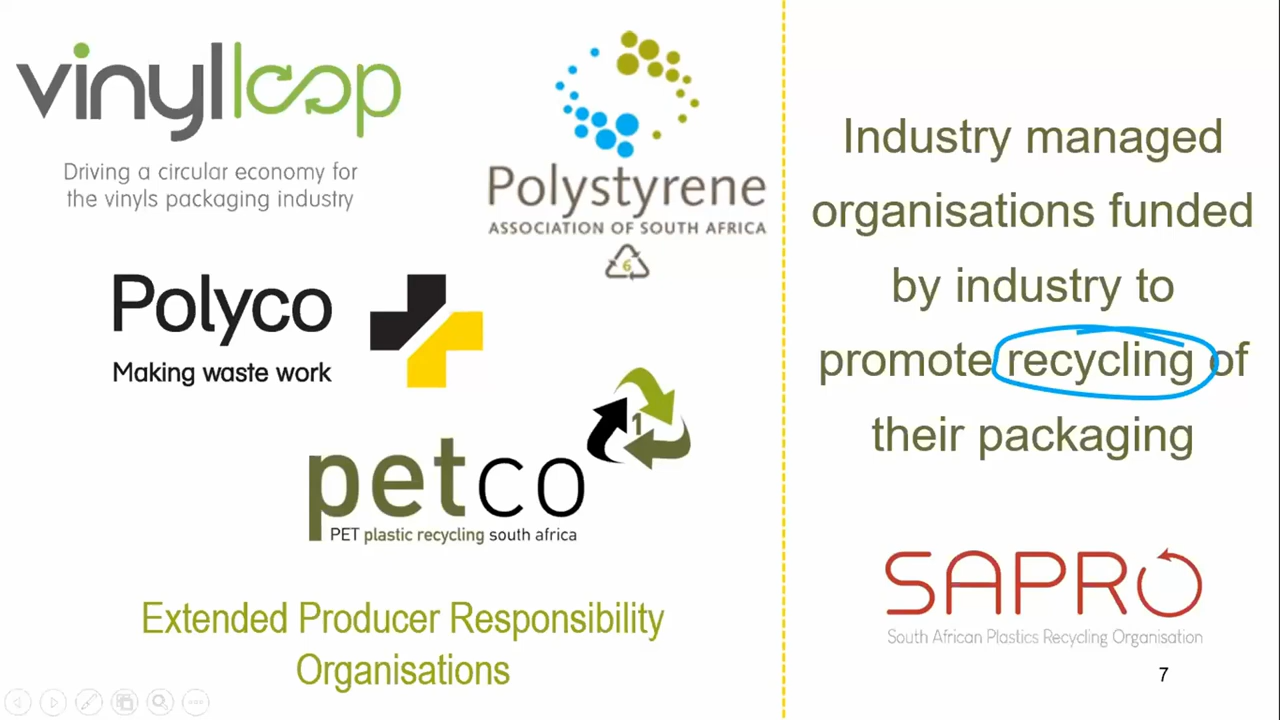 vinylloop
Driving a circular economy for
the vinyls packaging industry
Polystyrene
ASSOCIATION OF SOUTH AFRICA
6
Polyco
Making waste work
1
petco
PET plastic recycling south africa
Extended Producer Responsibility
Organisations
Industry managed
organisations funded
by industry to
promote recycling of
their packaging
SAPRO
South African Plastics Recycling Organisation
7